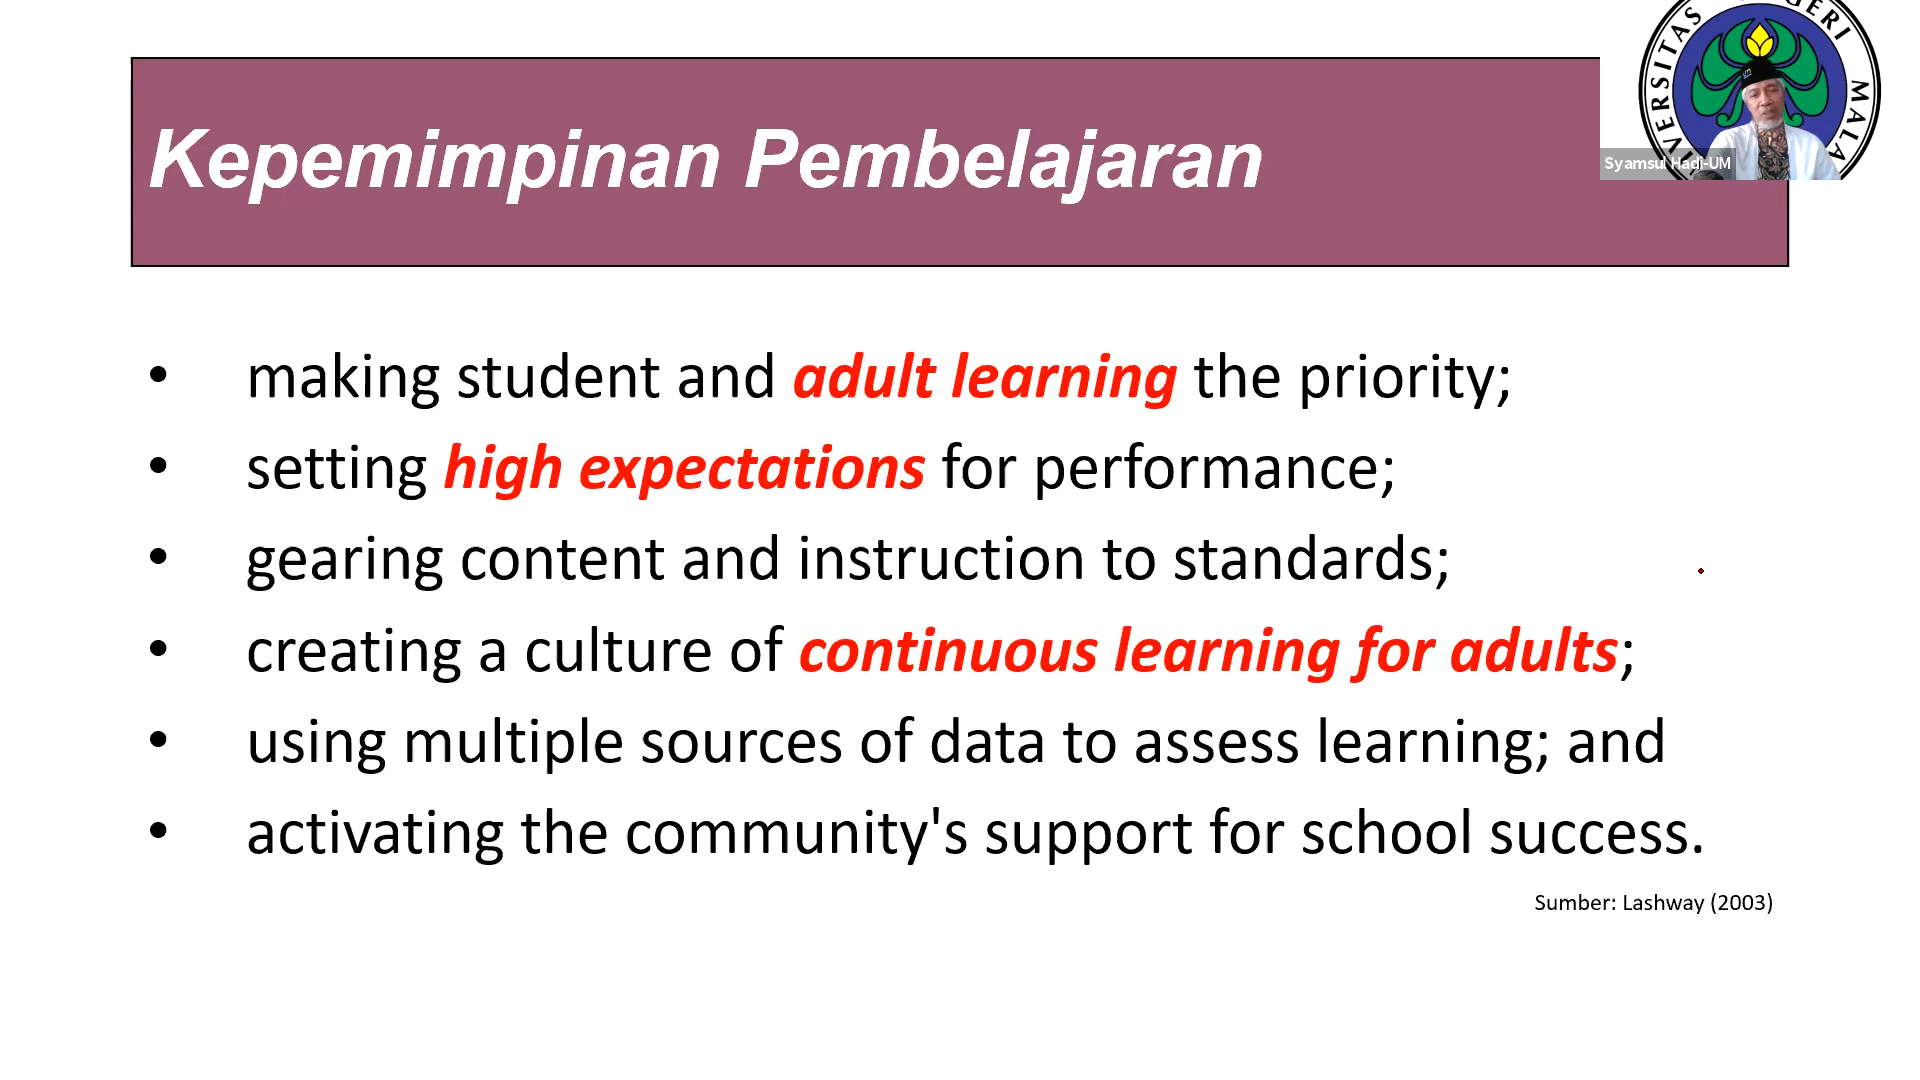 Kepemimpinan Pembelajaran
Syamsul Hadi-UM
• making student and adult learning the priority;
• setting high expectations for performance;
• gearing content and instruction to standards;
• creating a culture of continuous learning for adults;
• using multiple sources of data to assess learning; and
• activating the community's support for school success.
Sumber: Lashway (2003)